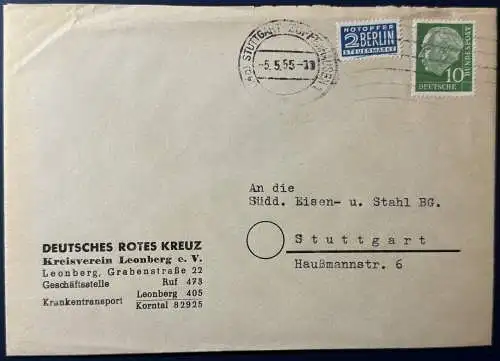 STUTTGART ZUFFENHAUSEN
-5.5.55-
NOTOPFER
2 BERLIN
STEUERMARKE
10
DEUTSCHE
BUNDESPOST
An die
Südd. Eisen- u. Stahl BG.
Stuttgart
Haußmannstr. 6
DEUTSCHES ROTES KREUZ
Kreisverein Leonberg e. V.
Leonberg, Grabenstraße 22
Geschäftsstelle Ruf 473
Krankentransport Leonberg 405
Korntal 82925